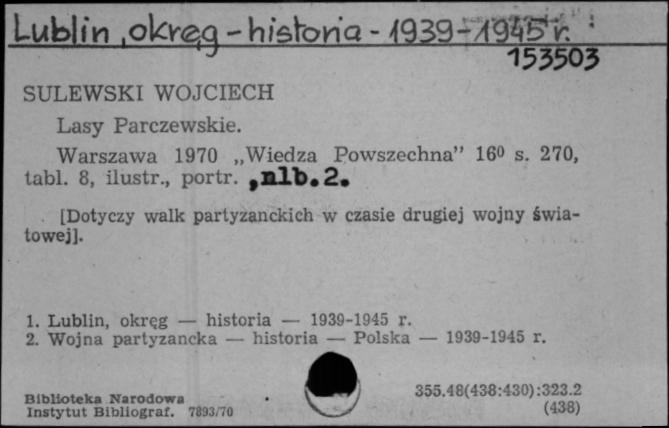 Lublin, okręg - historia - 1939-1945 r.
153503
SULEWSKI WOJCIECH
Lasy Parczewskie.
Warszawa 1970 „Wiedza Powszechna” 16⁰ s. 270,
tabl. 8, ilustr., portr. , nlb. 2.
[Dotyczy walk partyzanckich w czasie drugiej wojny świa-
towej].
1. Lublin, okręg — historia — 1939-1945 r.
2. Wojna partyzancka — historia — Polska — 1939-1945 r.
Biblioteka Narodowa
Instytut Bibliograf. 7893/70
355.48(438:430):323.2
(438)